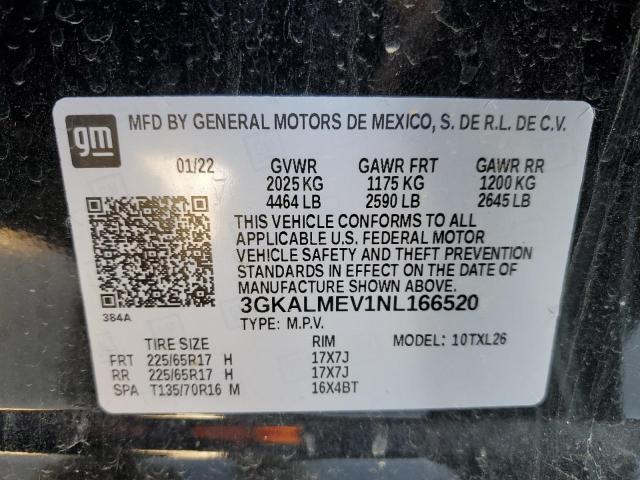 gm MFD BY GENERAL MOTORS DE MEXICO, S. DE R.L. DE C.V.
01/22 GVWR GAWR FRT GAWR RR
2025 KG 1175 KG 1200 KG
4464 LB 2590 LB 2645 LB
THIS VEHICLE CONFORMS TO ALL
APPLICABLE U.S. FEDERAL MOTOR
VEHICLE SAFETY AND THEFT PREVENTION
STANDARDS IN EFFECT ON THE DATE OF
MANUFACTURE SHOWN ABOVE.
3GKALMEV1NL166520
384A TYPE: M.P.V. MODEL: 10TXL26
TIRE SIZE RIM
FRT 225/65R17 H 17X7J
RR 225/65R17 H 17X7J
SPA T135/70R16 M 16X4BT